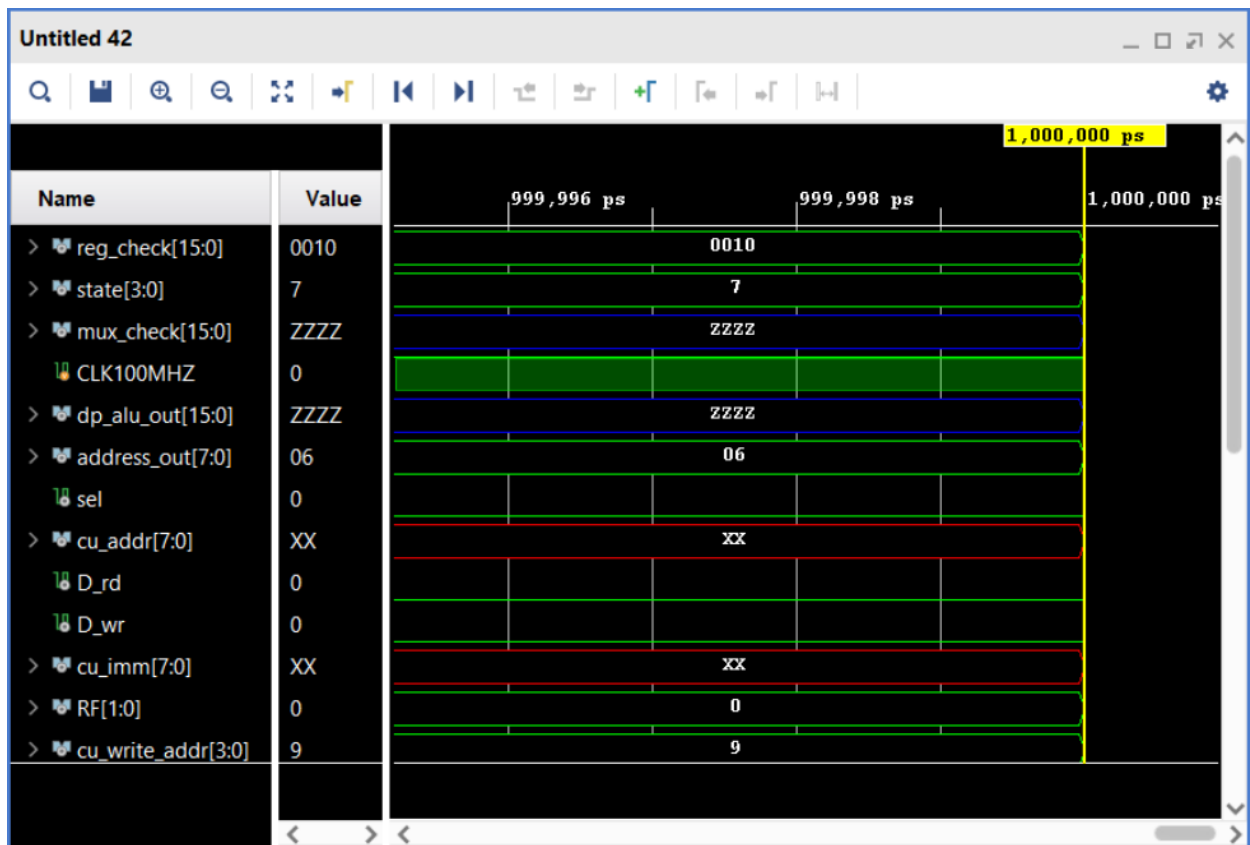 Untitled 42
1,000,000 ps
Name Value 999,996 ps 999,998 ps 1,000,000 ps
reg_check[15:0] 0010 0010
state[3:0] 7 7
mux_check[15:0] ZZZZ ZZZZ
CLK100MHZ 0
dp_alu_out[15:0] ZZZZ ZZZZ
address_out[7:0] 06 06
sel 0
cu_addr[7:0] XX XX
D_rd 0
D_wr 0
cu_imm[7:0] XX XX
RF[1:0] 0 0
cu_write_addr[3:0] 9 9